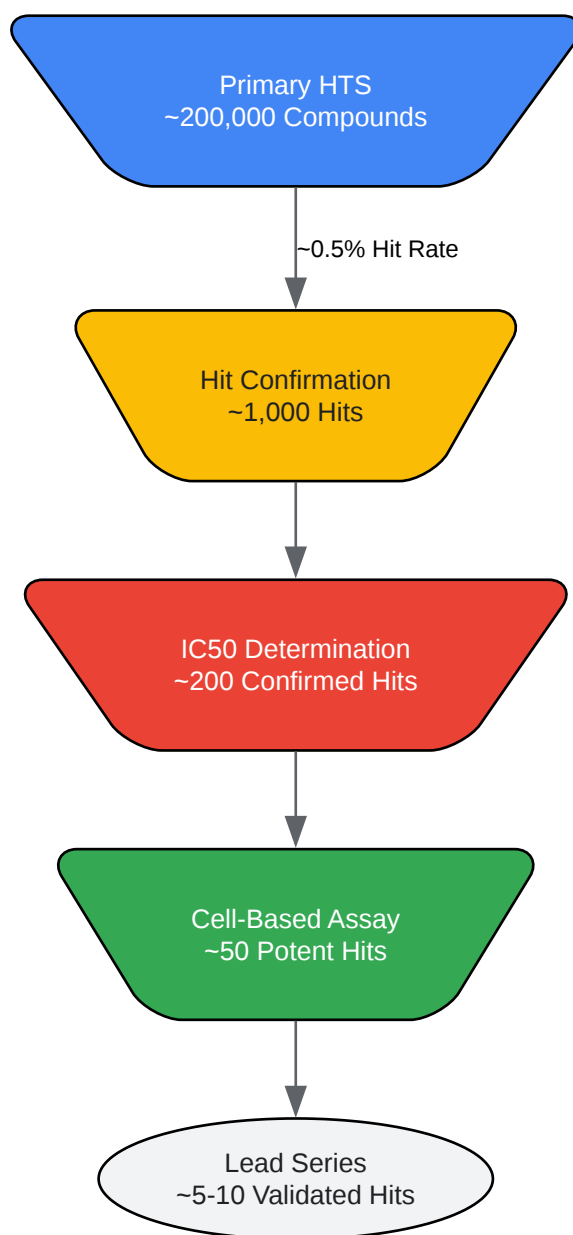 Primary HTS
~200,000 Compounds
~0.5% Hit Rate
Hit Confirmation
~1,000 Hits
IC50 Determination
~200 Confirmed Hits
Cell-Based Assay
~50 Potent Hits
Lead Series
~5-10 Validated Hits